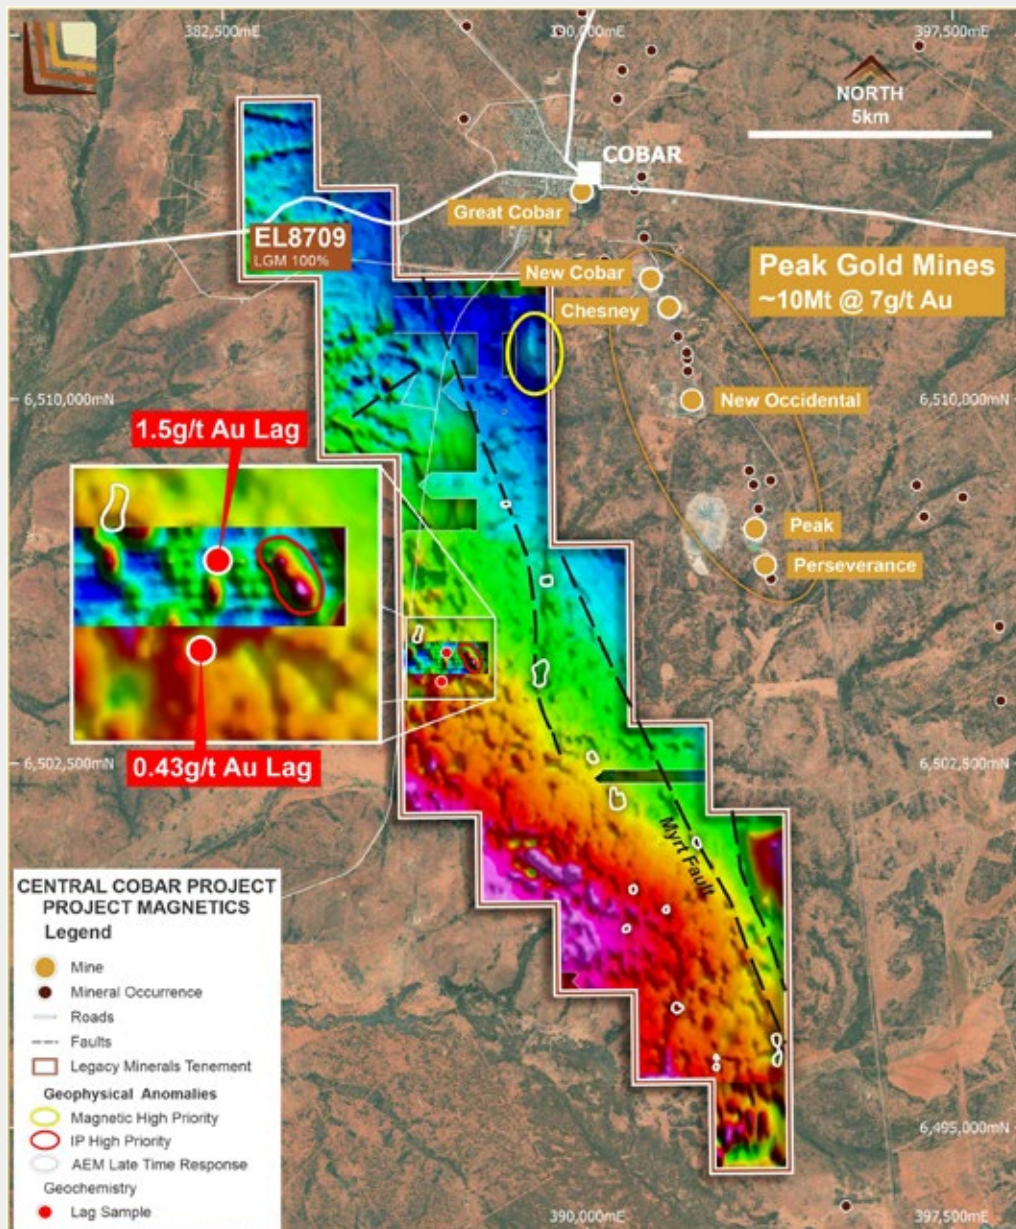 382,500mE
390,000mE
397,500mE
NORTH
5km
COBAR
Great Cobar
EL8709
LGM 100%
New Cobar
Chesney
Peak Gold Mines
~10Mt @ 7g/t Au
6,510,000mN
6,510,000mN
New Occidental
1.5g/t Au Lag
Peak
Perseverance
0.43g/t Au Lag
6,502,500mN
6,502,500mN
Myrt Fault
CENTRAL COBAR PROJECT
PROJECT MAGNETICS
Legend
Mine
Mineral Occurrence
Roads
Faults
Legacy Minerals Tenement
Geophysical Anomalies
Magnetic High Priority
IP High Priority
AEM Late Time Response
Geochemistry
Lag Sample
6,495,000mN
390,000mE
397,500mE